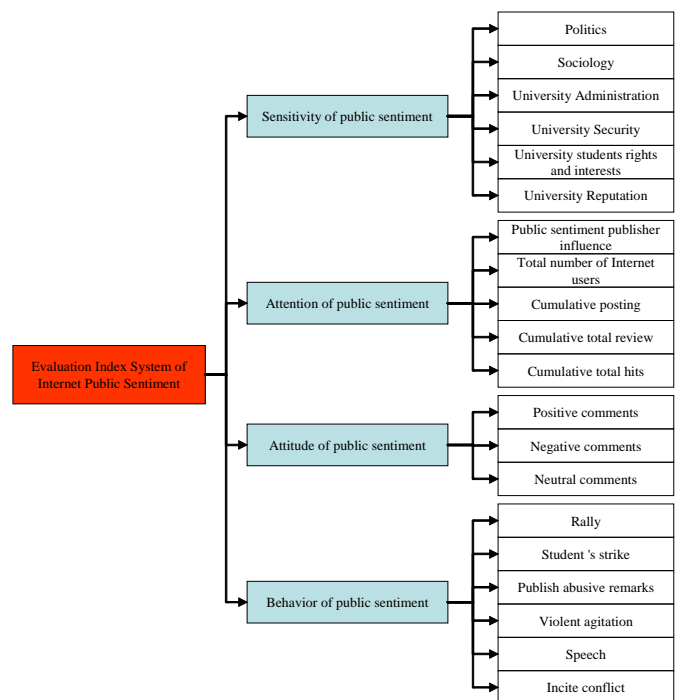 Evaluation Index System of
Internet Public Sentiment
Sensitivity of public sentiment
Politics
Sociology
University Administration
University Security
University students rights
and interests
University Reputation
Attention of public sentiment
Public sentiment publisher
influence
Total number of Internet
users
Cumulative posting
Cumulative total review
Cumulative total hits
Attitude of public sentiment
Positive comments
Negative comments
Neutral comments
Behavior of public sentiment
Rally
Student 's strike
Publish abusive remarks
Violent agitation
Speech
Incite conflict